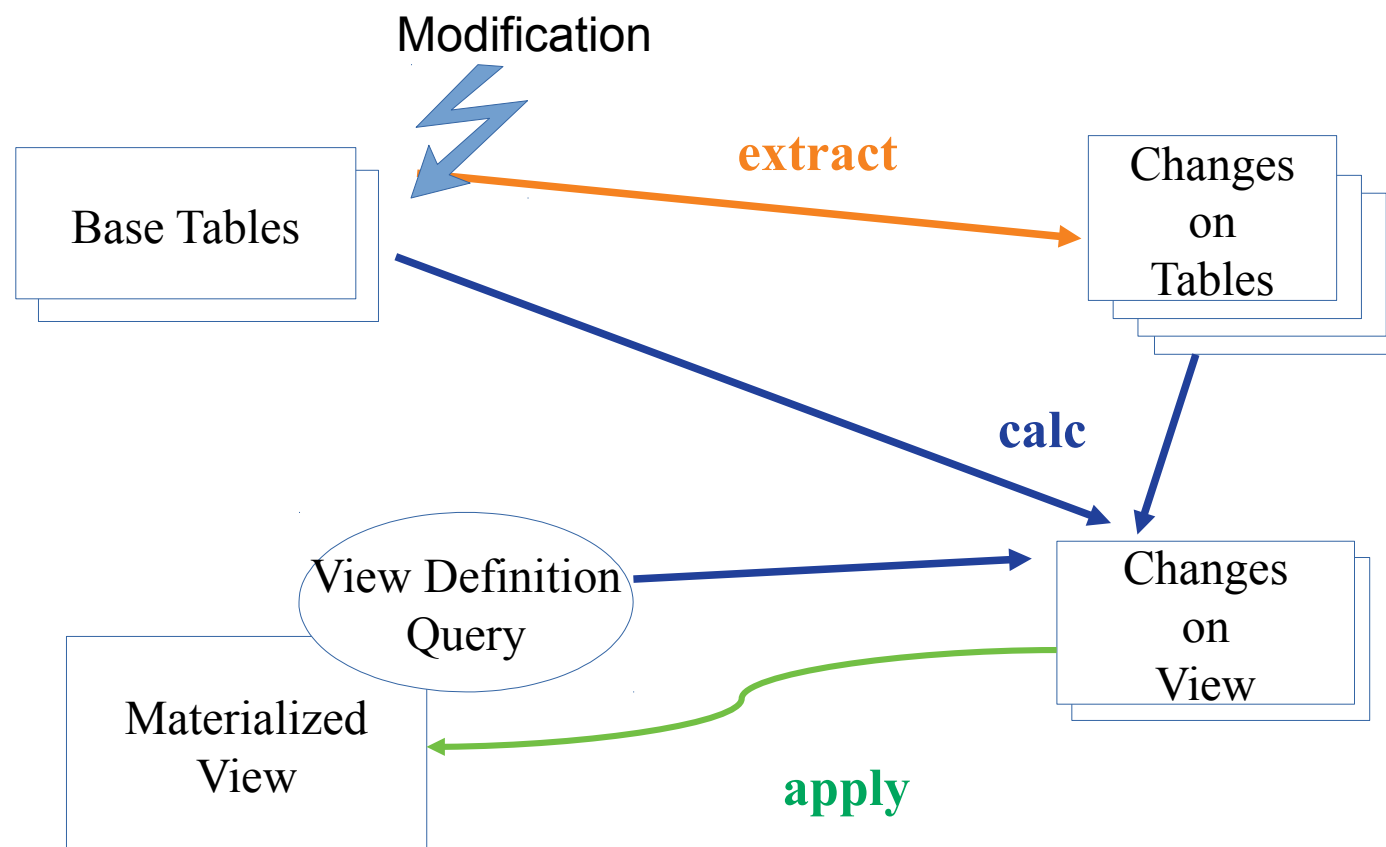 Modification
extract
Changes
on
Tables
Base Tables
calc
View Definition
Query
Changes
on
View
Materialized
View
apply